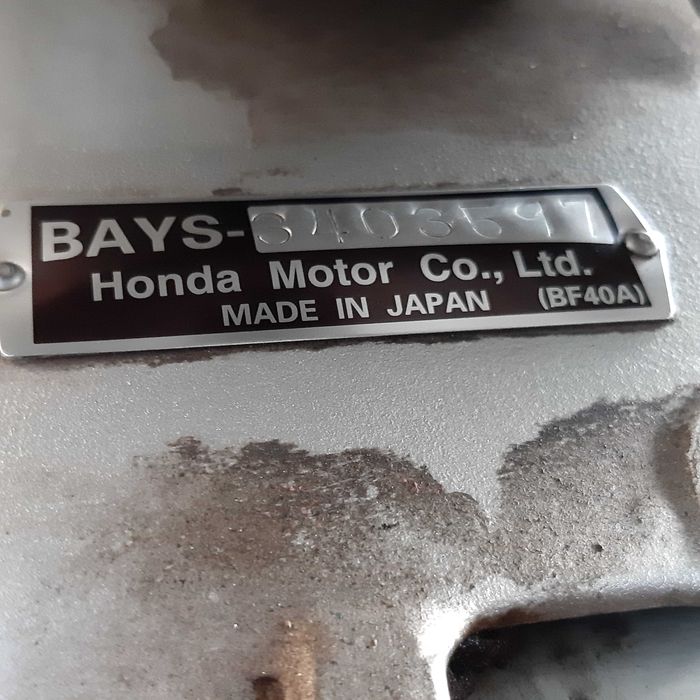 BAYS-3403597
Honda Motor Co., Ltd.
MADE IN JAPAN (BF40A)